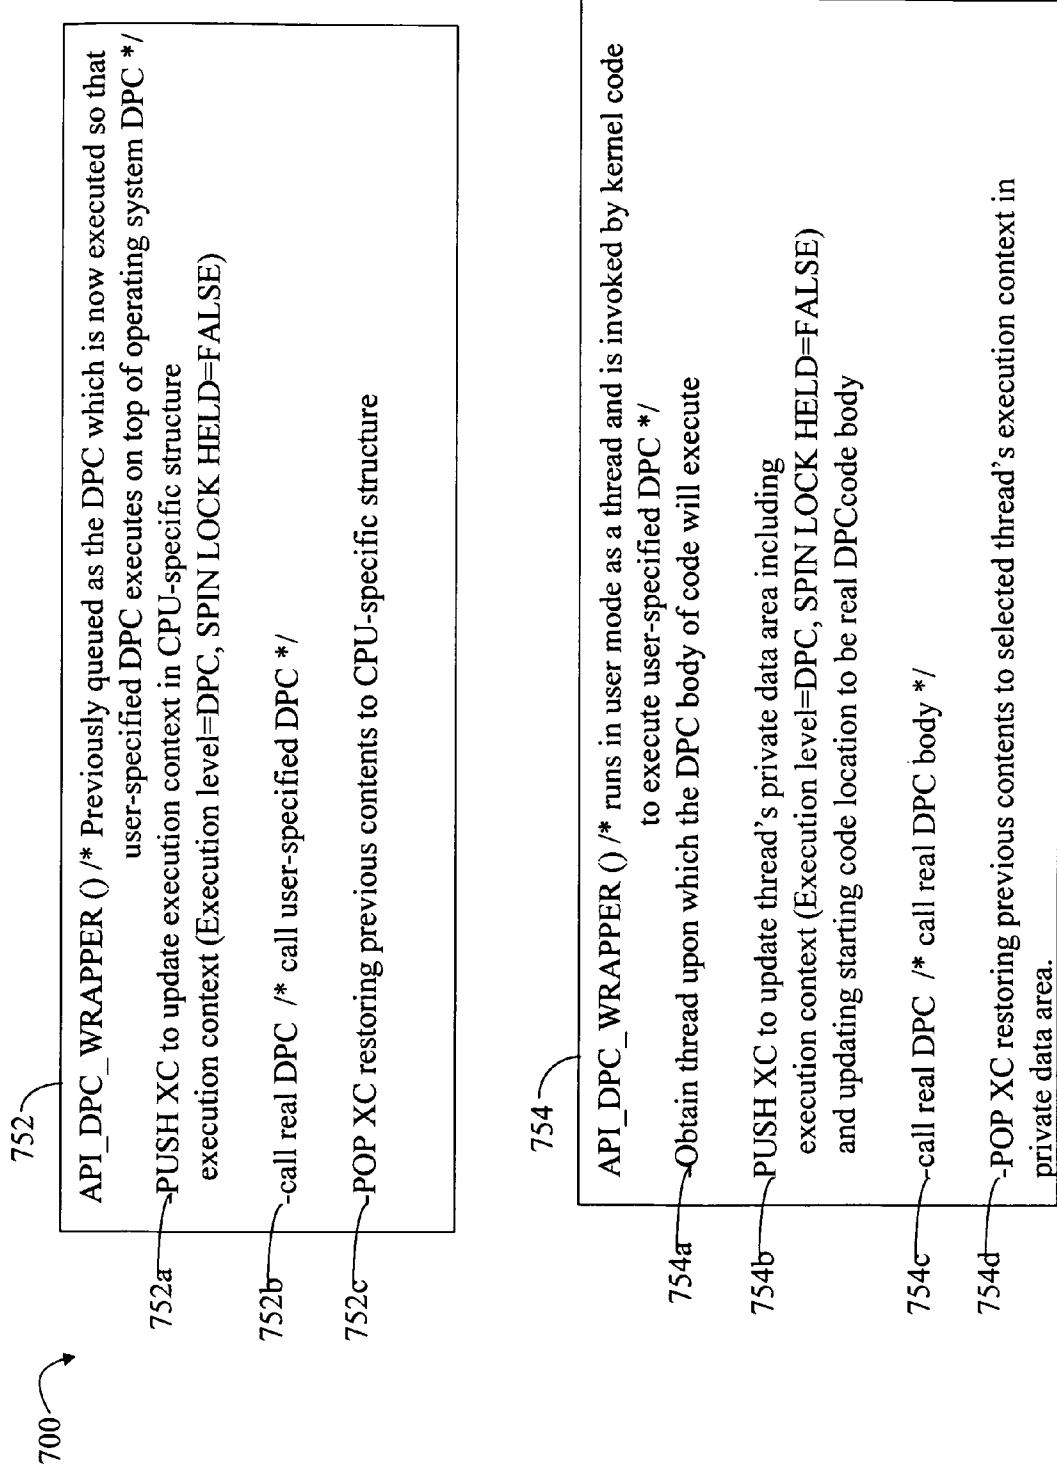 700
752
API_DPC_WRAPPER () /* Previously queued as the DPC which is now executed so that
user-specified DPC executes on top of operating system DPC */
752a
-PUSH XC to update execution context in CPU-specific structure
execution context (Execution level=DPC, SPIN LOCK HELD=FALSE)
752b
-call real DPC /* call user-specified DPC */
752c
-POP XC restoring previous contents to CPU-specific structure
754
API_DPC_WRAPPER () /* runs in user mode as a thread and is invoked by kernel code
to execute user-specified DPC */
754a
-Obtain thread upon which the DPC body of code will execute
754b
PUSH XC to update thread's private data area including
execution context (Execution level=DPC, SPIN LOCK HELD=FALSE)
and updating starting code location to be real DPCcode body
754c
-call real DPC /* call real DPC body */
754d
-POP XC restoring previous contents to selected thread's execution context in
private data area.